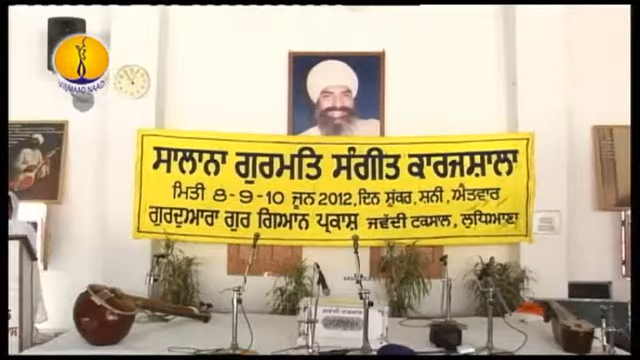 VISMAAD NAAD
ਸਾਲਾਨਾ ਗੁਰਮਤਿ ਸੰਗੀਤ ਕਾਰਜਸ਼ਾਲਾ
ਮਿਤੀ 8-9-10 ਜੂਨ 2012, ਦਿਨ ਸ਼ੁੱਕਰ, ਸ਼ਨੀ, ਐਤਵਾਰ
ਗੁਰਦੁਆਰਾ ਗੁਰ ਗਿਆਨ ਪ੍ਰਕਾਸ਼ ਜਵੱਦੀ ਟਕਸਾਲ, ਲੁਧਿਆਣਾ